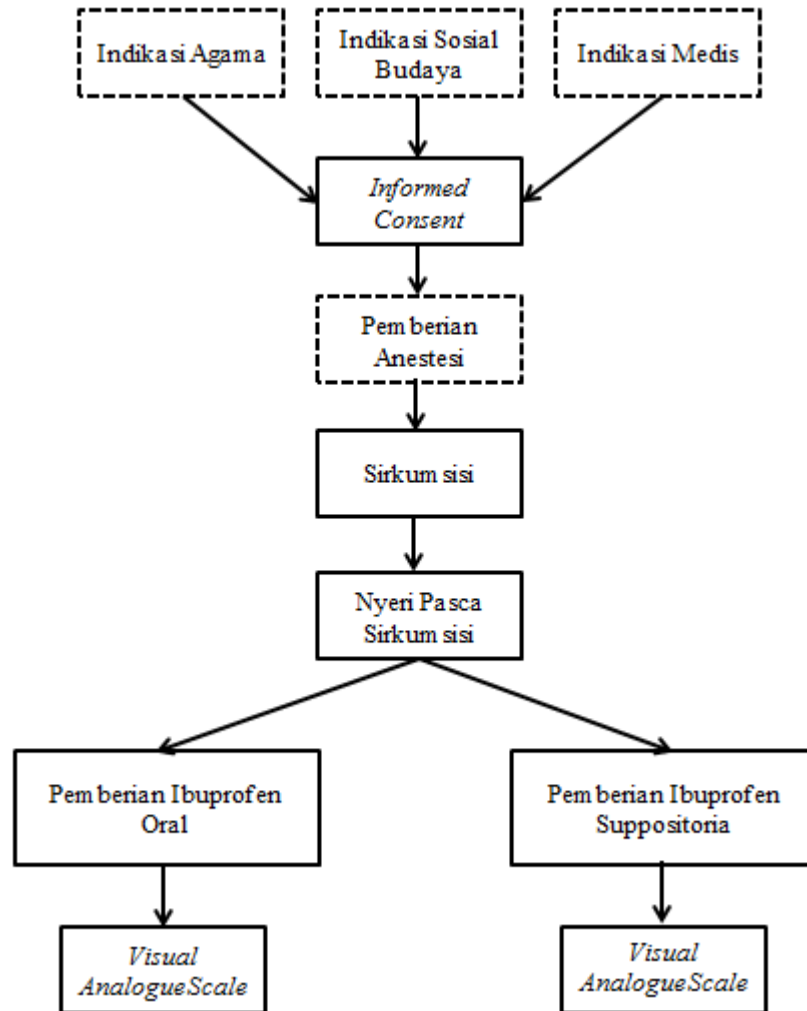 Indikasi Agama
Indikasi Sosial
Budaya
Indikasi Medis
Informed
Consent
Pemberian
Anestesi
Sirkumsisi
Nyeri Pasca
Sirkumsisi
Pemberian Ibuprofen
Oral
Pemberian Ibuprofen
Suppositoria
Visual
AnalogueScale
Visual
AnalogueScale